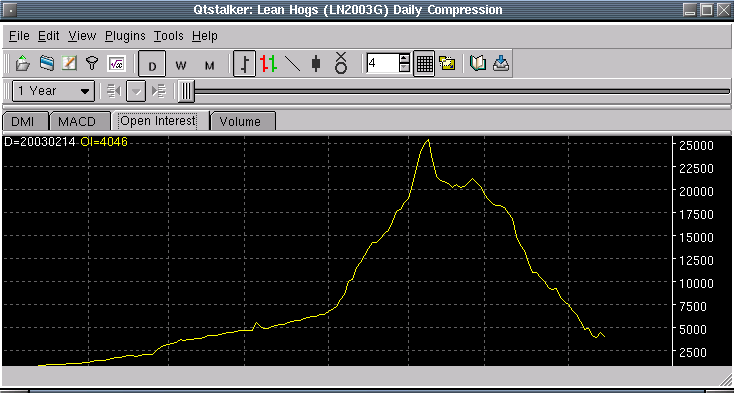 Qtstalker: Lean Hogs (LN2003G) Daily Compression
File Edit View Plugins Tools Help
D W M 4
1 Year
DMI MACD Open Interest Volume
D=20030214 OI=4046
25000
22500
20000
17500
15000
13500
12500
10000
7500
5000
2500